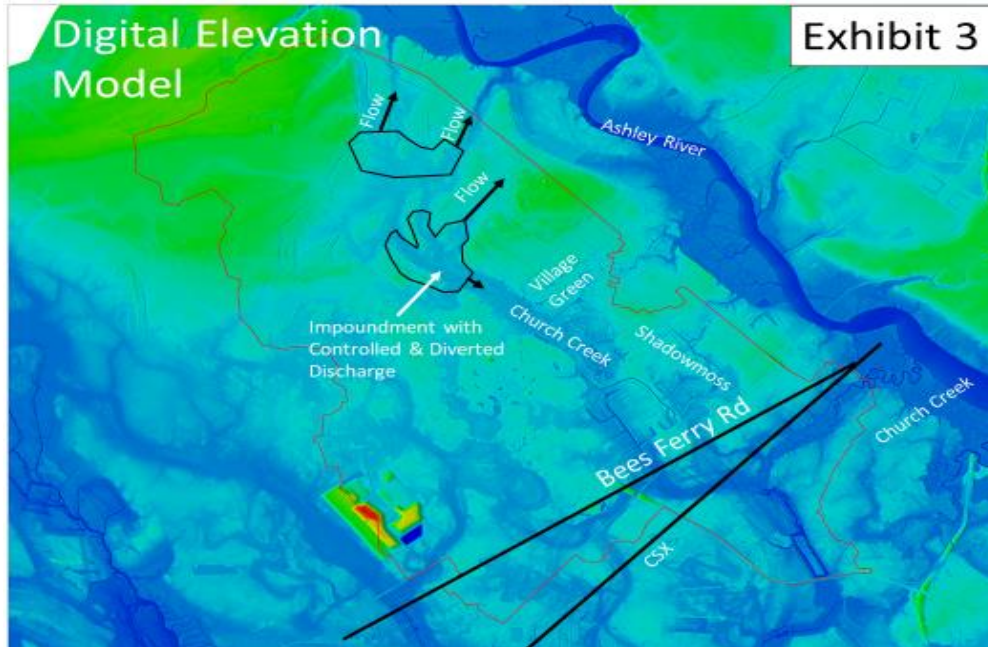 Digital Elevation
Model
Exhibit 3
Flow
Flow
Ashley River
Flow
Village
Green
Impoundment with
Controlled & Diverted
Discharge
Church Creek
Shadowmoss
Bees Ferry Rd
Church Creek
CSX